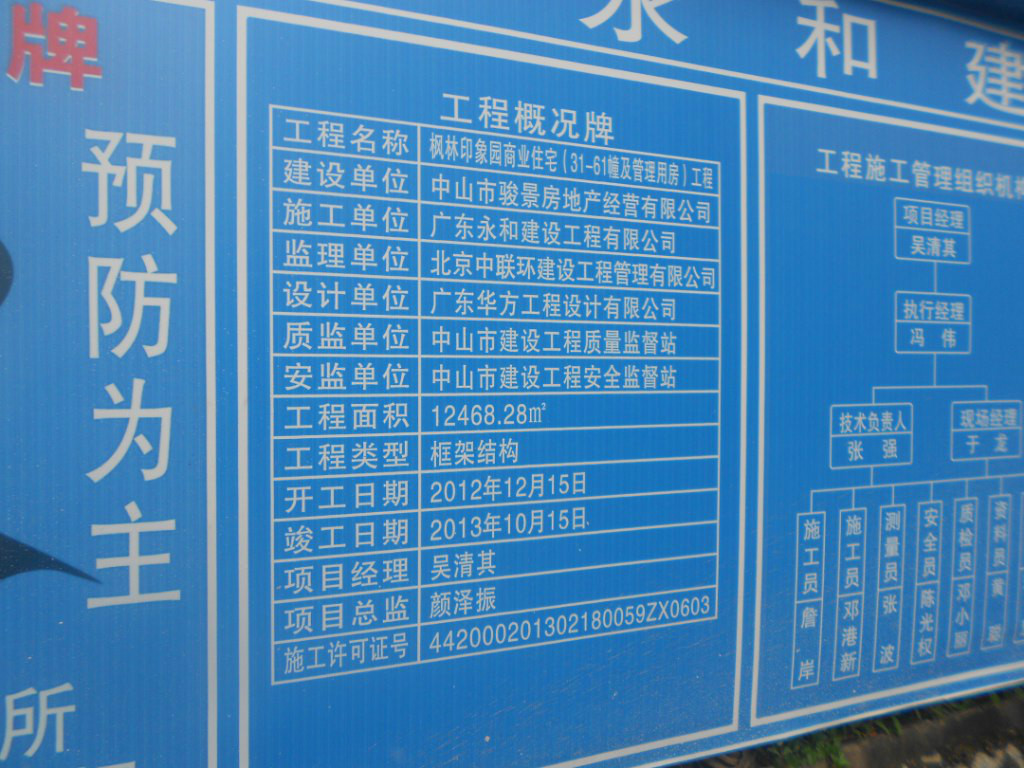 牌
预防为主
所
永和建
工程概况牌
工程名称 枫林印象园商业住宅（31-61幢及管理用房）工程
建设单位 中山市骏景房地产经营有限公司
施工单位 广东永和建设工程有限公司
监理单位 北京中联环建设工程管理有限公司
设计单位 广东华方工程设计有限公司
质监单位 中山市建设工程质量监督站
安监单位 中山市建设工程安全监督站
工程面积 12468.28㎡
工程类型 框架结构
开工日期 2012年12月15日
竣工日期 2013年10月15日
项目经理 吴清其
项目总监 颜泽振
施工许可证号 442000201302180059ZX0603
工程施工管理组织机构
项目经理
吴清其
执行经理
冯 伟
技术负责人
张 强
现场经理
于 龙
施工员 詹岸
施工员 邓港新
测量员 张波
安全员 陈光权
质检员 邓小丽
资料员 黄